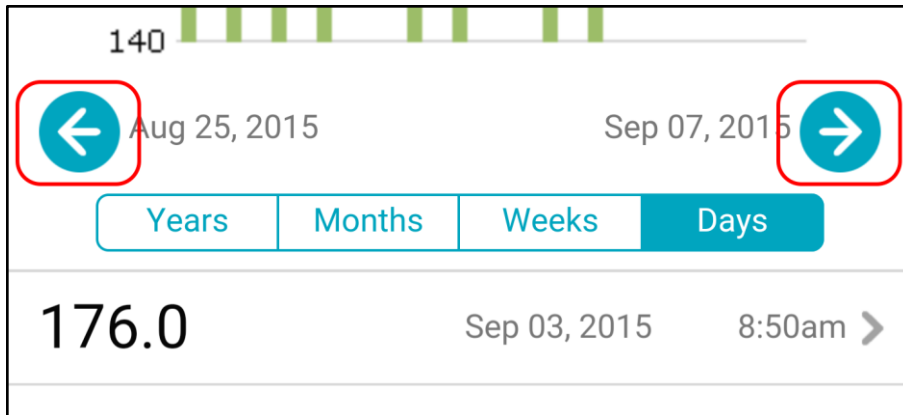 140
Aug 25, 2015 Sep 07, 2015
Years Months Weeks Days
176.0 Sep 03, 2015 8:50am